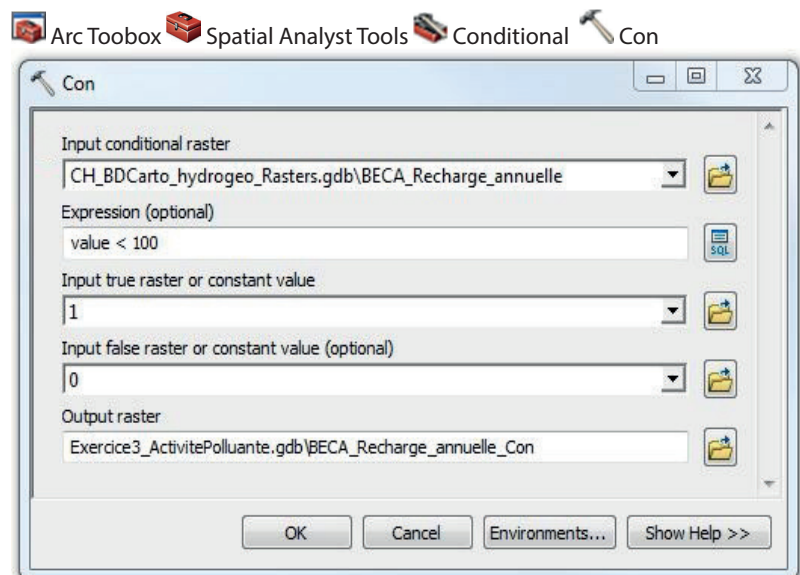 Arc Toobox Spatial Analyst Tools Conditional Con
Con
Input conditional raster
CH_BDCarto_hydrogeo_Rasters.gdb\BECA_Recharge_annuelle
Expression (optional)
value < 100
SQL
Input true raster or constant value
1
Input false raster or constant value (optional)
0
Output raster
Exercice3_ActivitePolluante.gdb\BECA_Recharge_annuelle_Con
OK Cancel Environments... Show Help >>